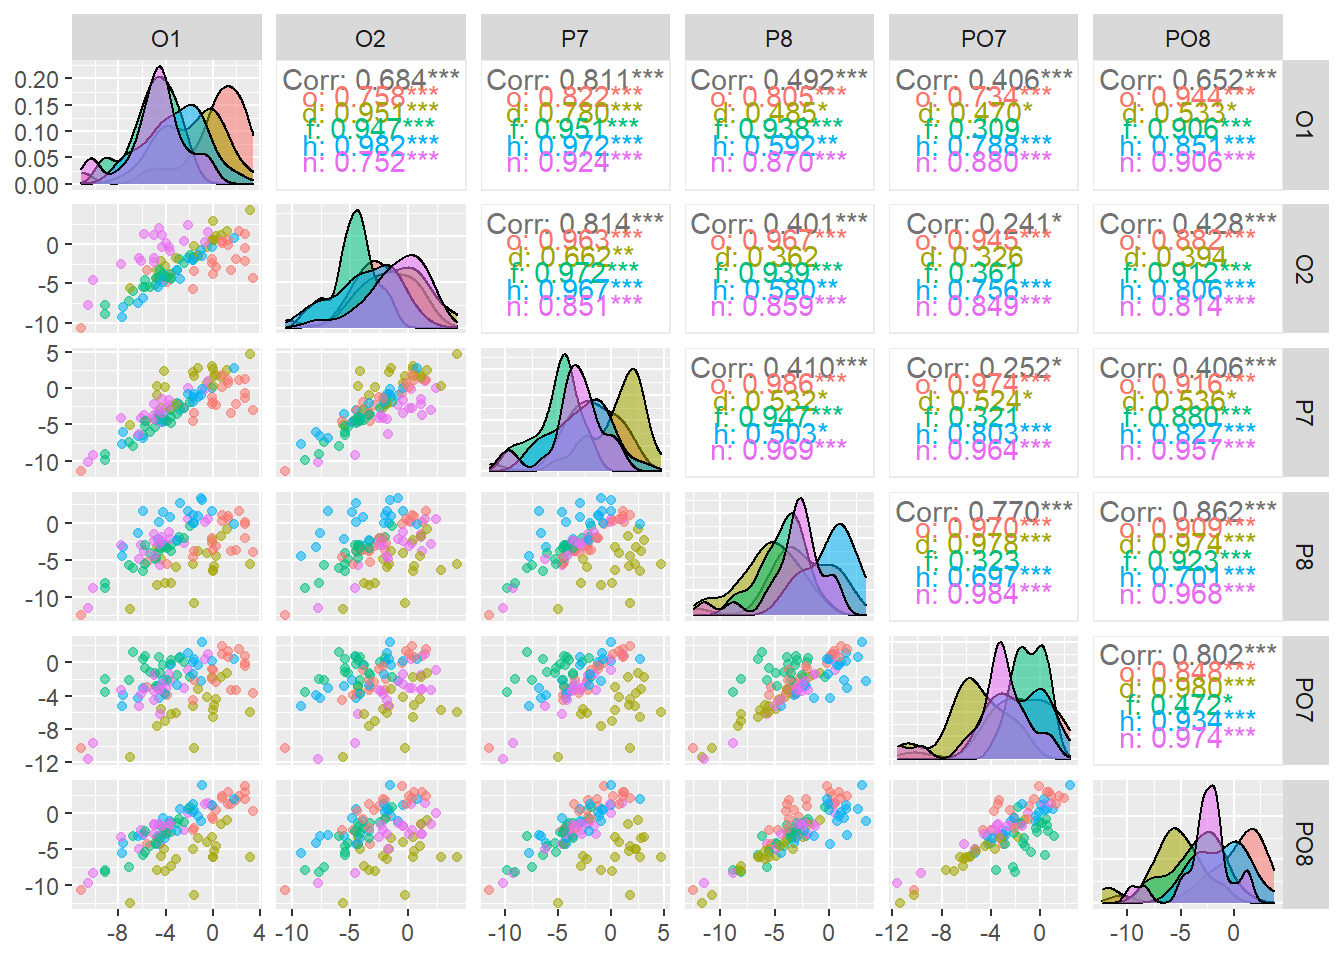 O1 O2 P7 P8 PO7 PO8
0.20
0.15
0.10
0.05
0.00
Corr: 0.684***
o: 0.758***
d: 0.951***
f: 0.947***
h: 0.982***
n: 0.752***
Corr: 0.811***
o: 0.822***
d: 0.780***
f: 0.951***
h: 0.972***
n: 0.924***
Corr: 0.492***
o: 0.805***
d: 0.485*
f: 0.938***
h: 0.592**
n: 0.870***
Corr: 0.406***
o: 0.734***
d: 0.470*
f: 0.309
h: 0.788***
n: 0.880***
Corr: 0.652***
o: 0.944***
d: 0.533*
f: 0.906***
h: 0.851***
n: 0.906***
O1
0
-5
-10
Corr: 0.814***
o: 0.963***
d: 0.662**
f: 0.972***
h: 0.967***
n: 0.851***
Corr: 0.401***
o: 0.967***
d: 0.362
f: 0.939***
h: 0.580**
n: 0.859***
Corr: 0.241*
o: 0.945***
d: 0.326
f: 0.361
h: 0.756***
n: 0.849***
Corr: 0.428***
o: 0.882***
d: 0.394
f: 0.912***
h: 0.806***
n: 0.814***
O2
5
0
-5
-10
Corr: 0.410***
o: 0.986***
d: 0.532*
f: 0.947***
h: 0.503*
n: 0.969***
Corr: 0.252*
o: 0.974***
d: 0.524*
f: 0.321
h: 0.803***
n: 0.964***
Corr: 0.406***
o: 0.916***
d: 0.536*
f: 0.880***
h: 0.827***
n: 0.957***
P7
0
-5
-10
Corr: 0.770***
o: 0.970***
d: 0.978***
f: 0.323
h: 0.697***
n: 0.984***
Corr: 0.862***
o: 0.909***
d: 0.974***
f: 0.923***
h: 0.701***
n: 0.968***
P8
0
-4
-8
-12
Corr: 0.802***
o: 0.848***
d: 0.980***
f: 0.472*
h: 0.934***
n: 0.974***
PO7
0
-5
-10
PO8
-8 -4 0 4 -10 -5 0 -10 -5 0 5 -10 -5 0 -12 -8 -4 0 -10 -5 0